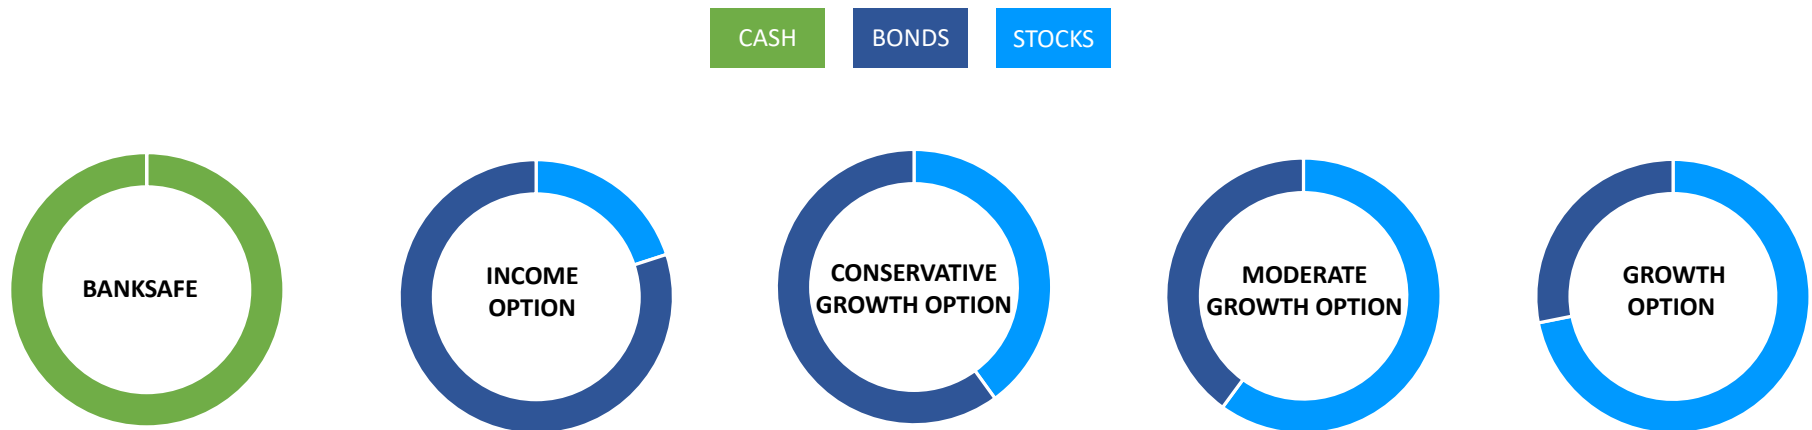 CASH
BONDS
STOCKS
BANKSAFE
INCOME
OPTION
CONSERVATIVE
GROWTH OPTION
MODERATE
GROWTH OPTION
GROWTH
OPTION